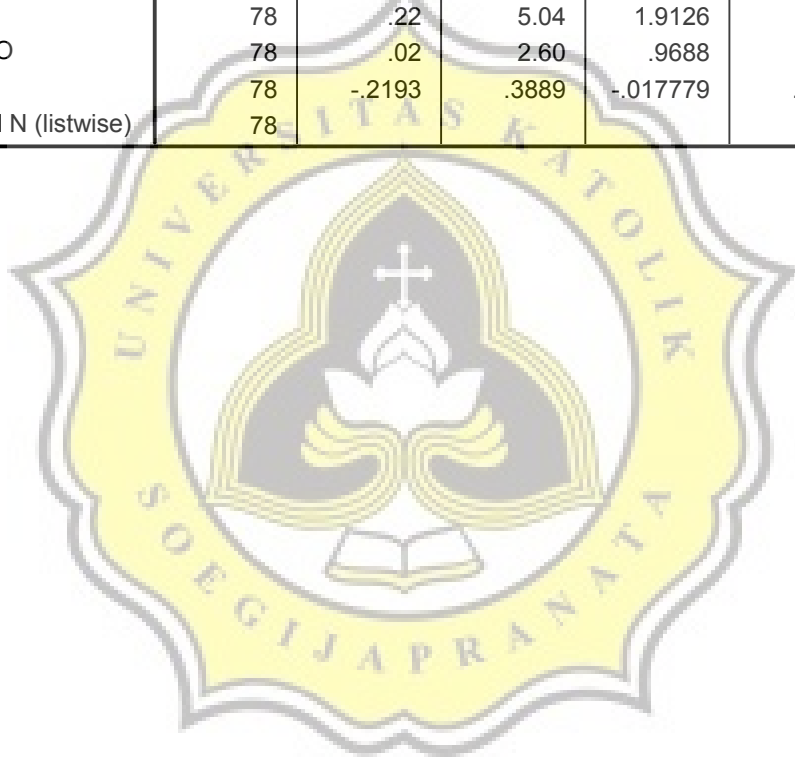 78 .22 5.04 1.9126
O 78 .02 2.60 .9688
78 -.2193 .3889 -.017779 .
N (listwise) 78
UNIVERSITAS KATOLIK
SOEGIJAPRANATA